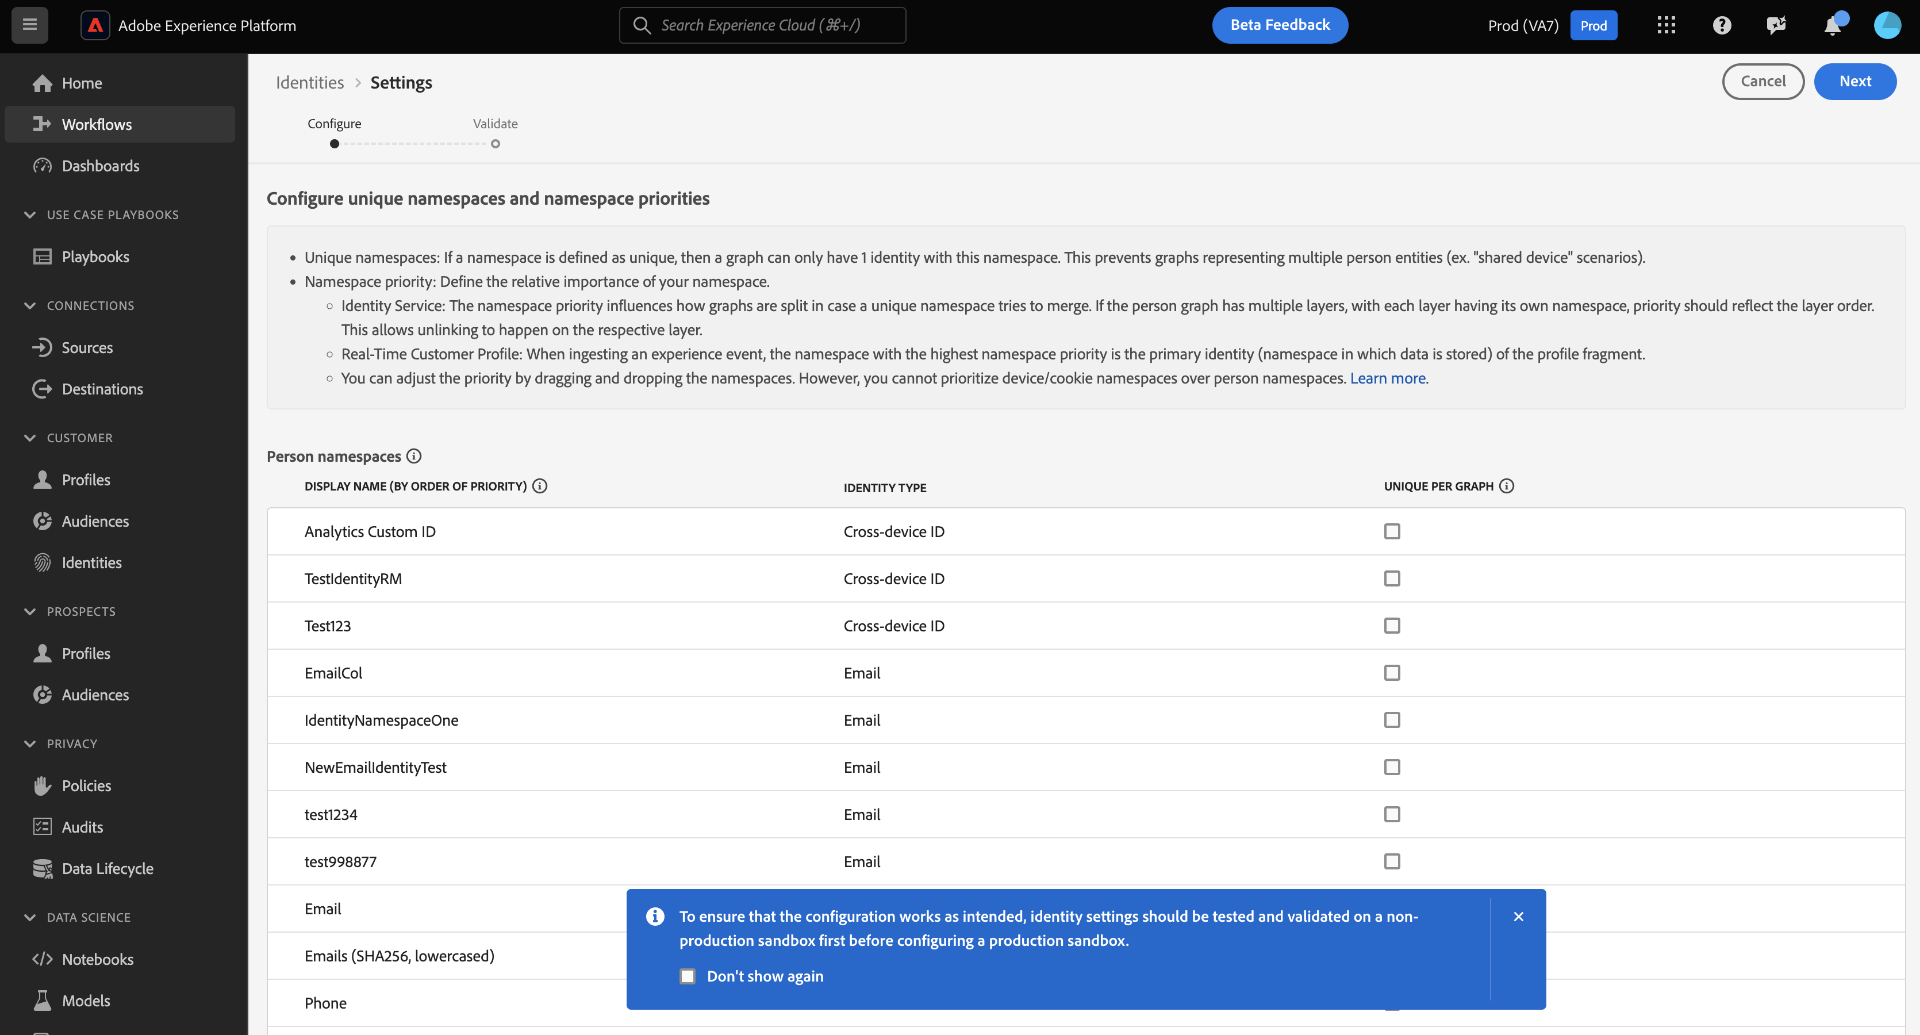 Adobe Experience Platform
Search Experience Cloud (⌘+/)
Beta Feedback
Prod (VA7)
Prod
Home
Workflows
Dashboards
USE CASE PLAYBOOKS
Playbooks
CONNECTIONS
Sources
Destinations
CUSTOMER
Profiles
Audiences
Identities
PROSPECTS
Profiles
Audiences
PRIVACY
Policies
Audits
Data Lifecycle
DATA SCIENCE
Notebooks
Models
Identities > Settings
Cancel
Next
Configure
Validate
Configure unique namespaces and namespace priorities
• Unique namespaces: If a namespace is defined as unique, then a graph can only have 1 identity with this namespace. This prevents graphs representing multiple person entities (ex. "shared device" scenarios).
• Namespace priority: Define the relative importance of your namespace.
◦ Identity Service: The namespace priority influences how graphs are split in case a unique namespace tries to merge. If the person graph has multiple layers, with each layer having its own namespace, priority should reflect the layer order.
This allows unlinking to happen on the respective layer.
◦ Real-Time Customer Profile: When ingesting an experience event, the namespace with the highest namespace priority is the primary identity (namespace in which data is stored) of the profile fragment.
◦ You can adjust the priority by dragging and dropping the namespaces. However, you cannot prioritize device/cookie namespaces over person namespaces. Learn more.
Person namespaces
DISPLAY NAME (BY ORDER OF PRIORITY) IDENTITY TYPE UNIQUE PER GRAPH
Analytics Custom ID Cross-device ID
TestIdentityRM Cross-device ID
Test123 Cross-device ID
EmailCol Email
IdentityNamespaceOne Email
NewEmailIdentityTest Email
test1234 Email
test998877 Email
Email
Emails (SHA256, lowercased)
Phone
To ensure that the configuration works as intended, identity settings should be tested and validated on a non-
production sandbox first before configuring a production sandbox.
Don't show again